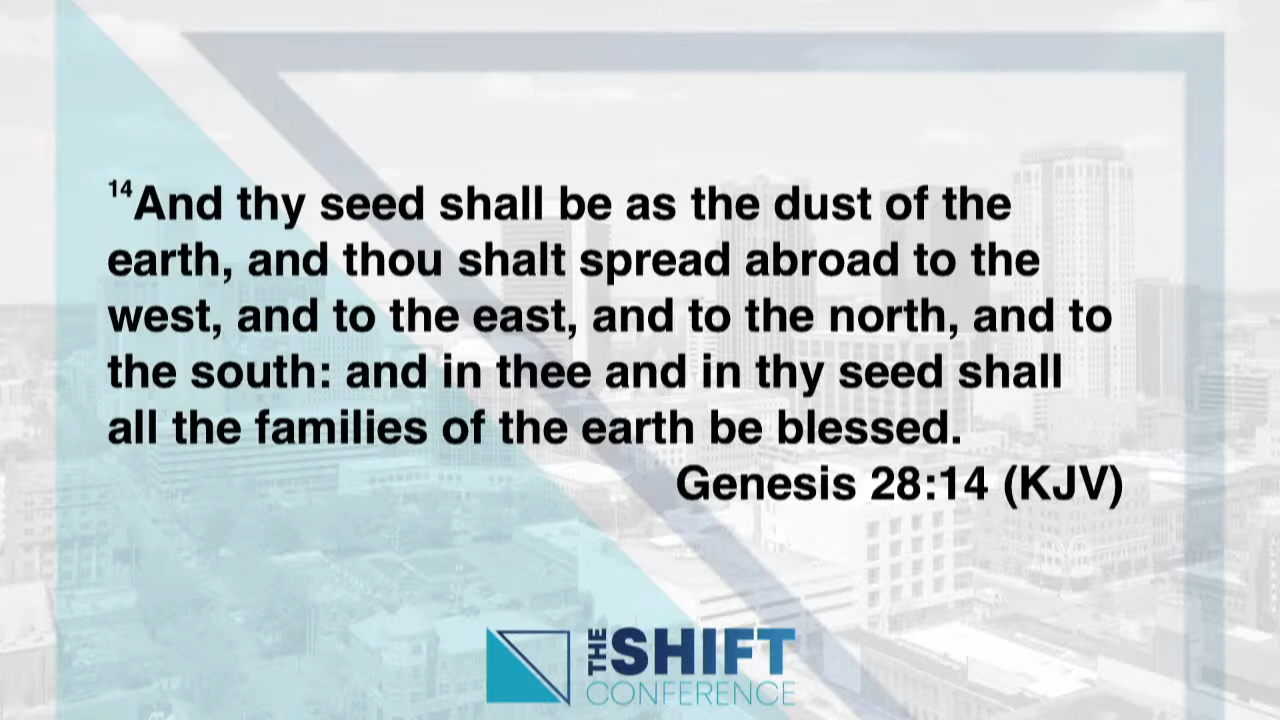 14And thy seed shall be as the dust of the
earth, and thou shalt spread abroad to the
west, and to the east, and to the north, and to
the south: and in thee and in thy seed shall
all the families of the earth be blessed.
Genesis 28:14 (KJV)
THE SHIFT
CONFERENCE